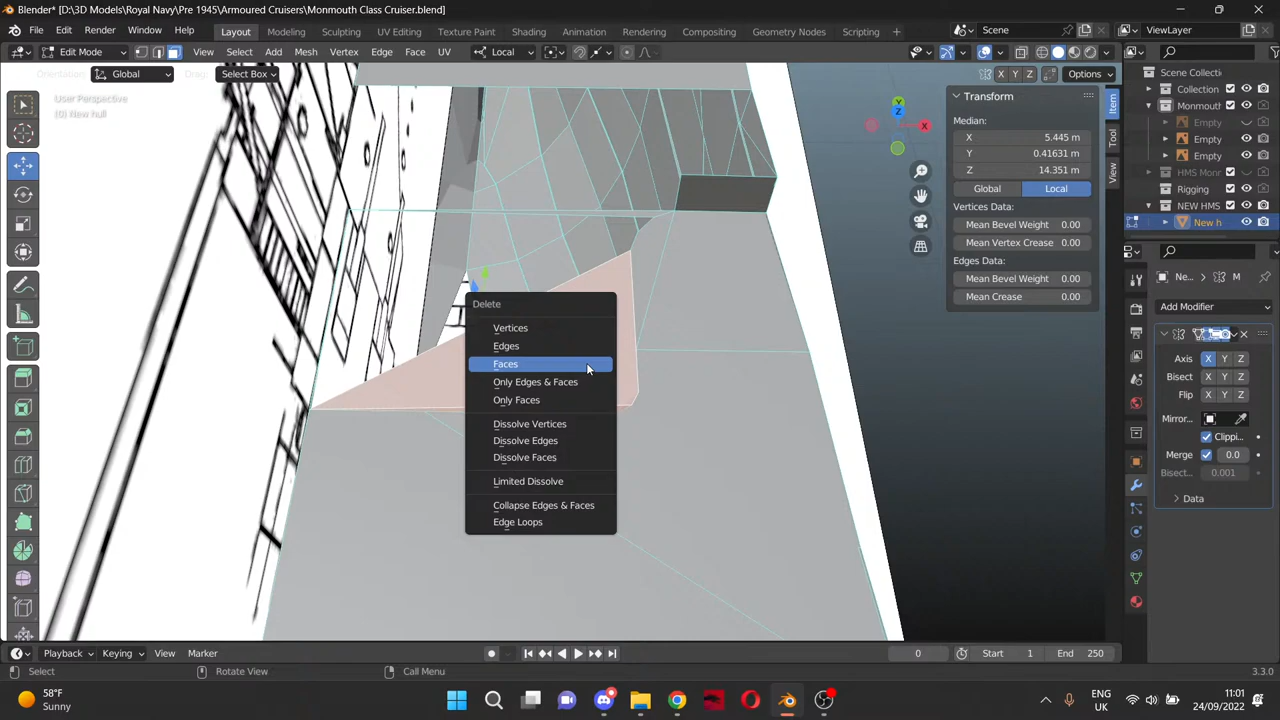 Blender* [D:\3D Models\Royal Navy\Pre 1945\Armoured Cruisers\Monmouth Class Cruiser.blend]
File Edit Render Window Help Layout Modeling Sculpting UV Editing Texture Paint Shading Animation Rendering Compositing Geometry Nodes Scripting + Scene ViewLayer
Edit Mode View Select Add Mesh Vertex Edge Face UV Local
Orientation: Global Drag: Select Box X Y Z Options
User Perspective
(0) New hull
Transform
Median:
X 5.445 m
Y 0.41631 m
Z 14.351 m
Global Local
Vertices Data:
Mean Bevel Weight 0.00
Mean Vertex Crease 0.00
Edges Data:
Mean Bevel Weight 0.00
Mean Crease 0.00
Item
Tool
View
Y
Z
X
Scene Collecti
Collection
Monmout
Empty
Empty
Empty
HMS Monr
Rigging
NEW HMS
New h
Ne... M
Add Modifier
Axis X Y Z
Bisect X Y Z
Flip X Y Z
Mirror..
Clippi...
Merge 0.0
Bisect... 0.001
Data
Delete
Vertices
Edges
Faces
Only Edges & Faces
Only Faces
Dissolve Vertices
Dissolve Edges
Dissolve Faces
Limited Dissolve
Collapse Edges & Faces
Edge Loops
Playback Keying View Marker 0 Start 1 End 250
Select Rotate View Call Menu 3.3.0
58°F
Sunny
ENG
UK
11:01
24/09/2022